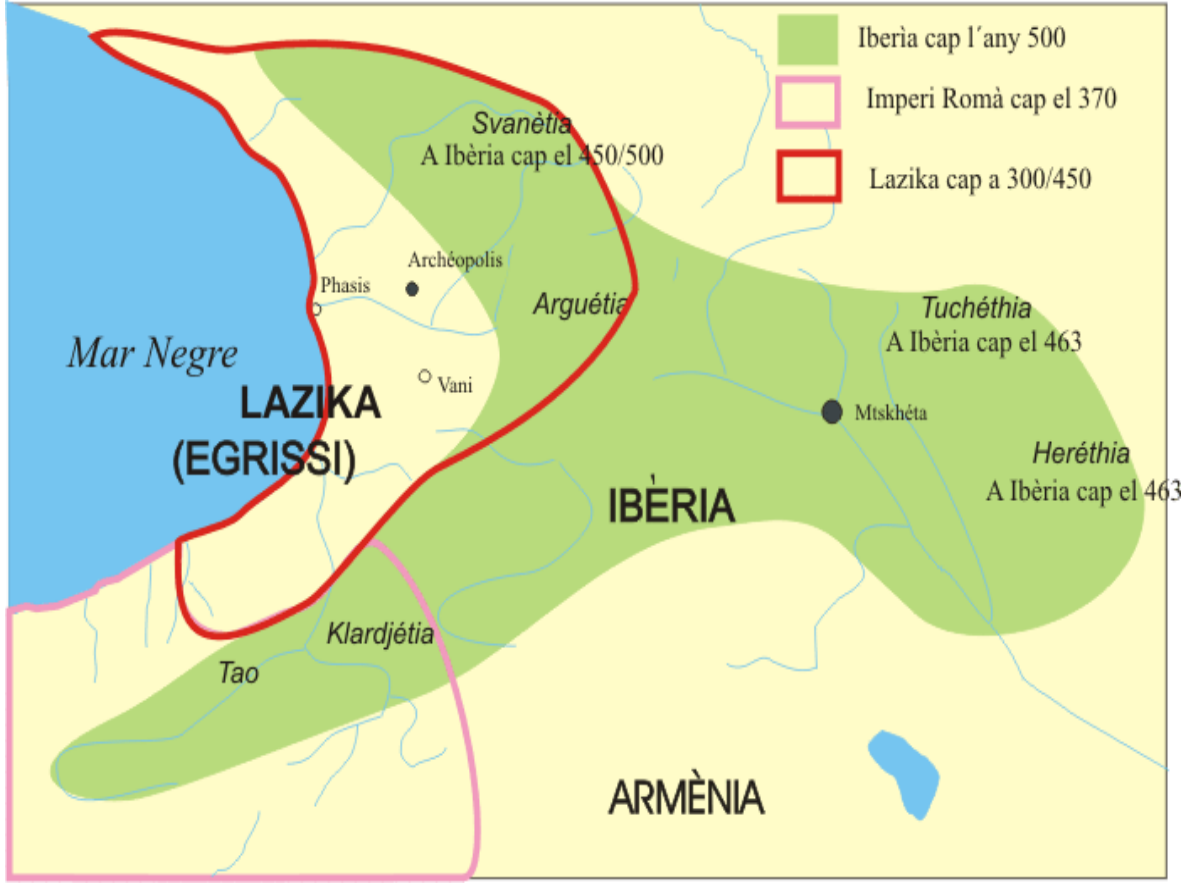 Iberìa cap l´any 500
Imperi Romà cap el 370
Lazika cap a 300/450
Svanètia
A Ibèria cap el 450/500
Archéopolis
Phasis
Arguétia
Tuchéthia
A Ibèria cap el 463
Mar Negre
Vani
LAZIKA
(EGRISSI)
Mtskhéta
Heréthia
A Ibèria cap el 463
IBÈRIA
Klardjétia
Tao
ARMÈNIA